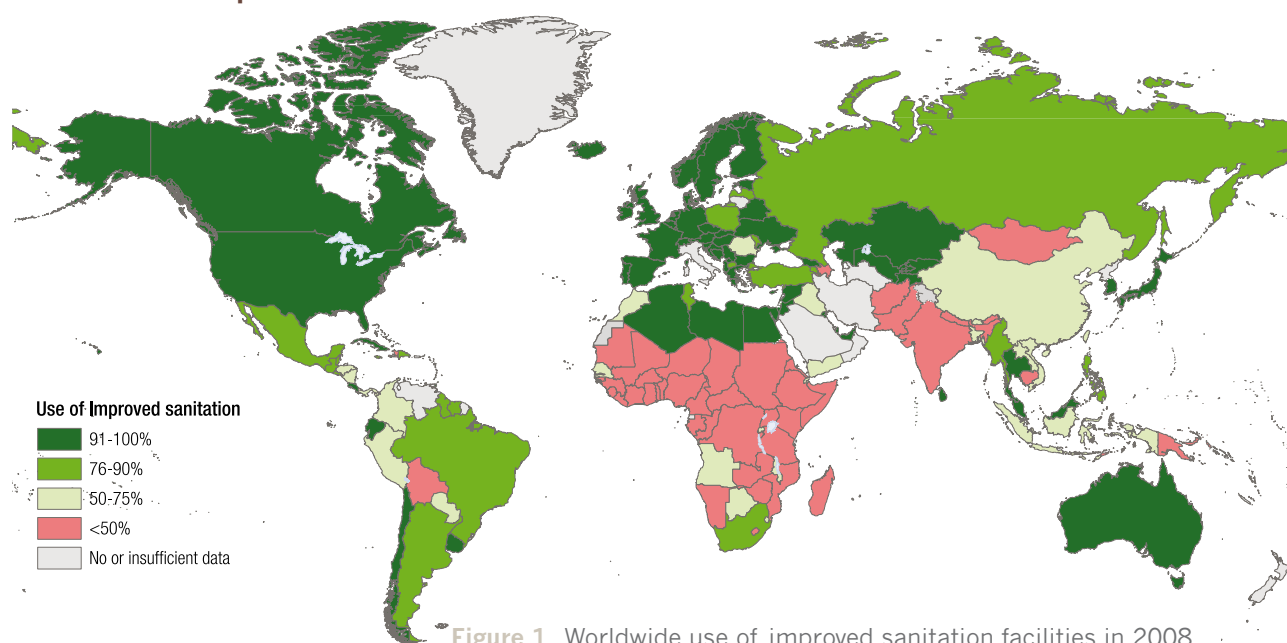 Use of Improved sanitation
91-100%
76-90%
50-75%
<50%
No or insufficient data
Figure 1 Worldwide use of improved sanitation facilities in 2008